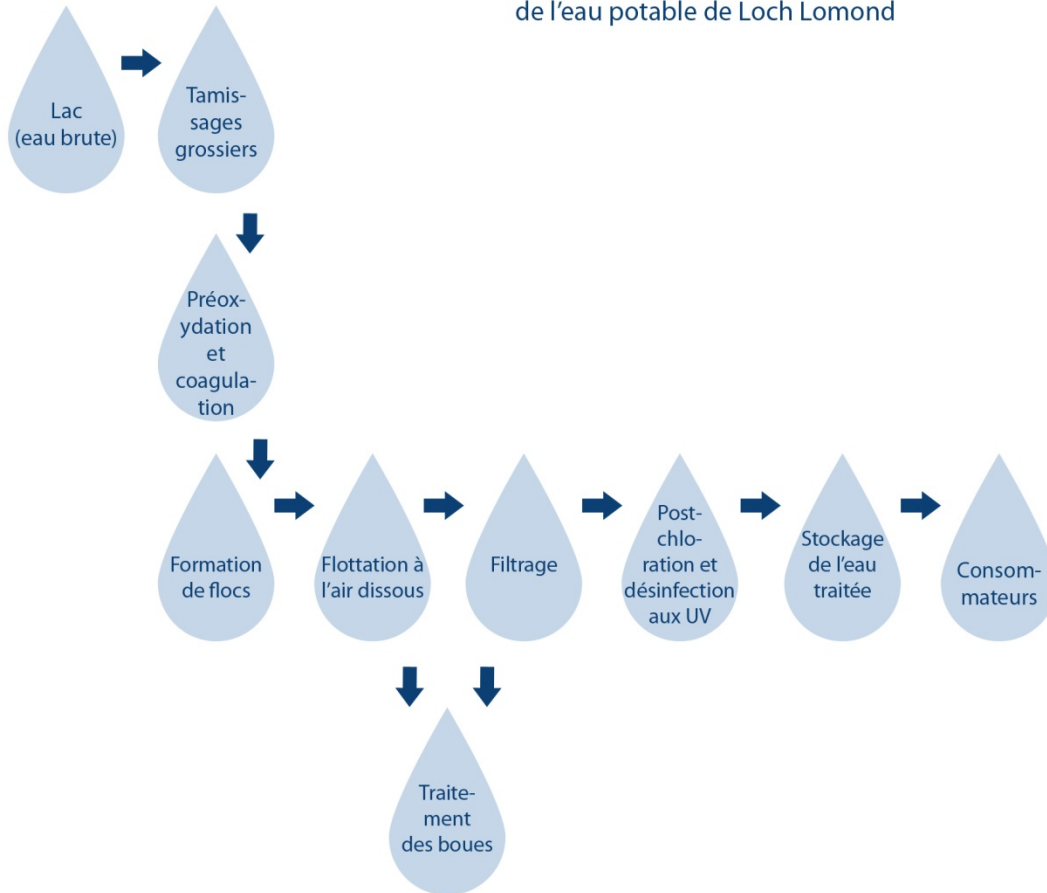 de l’eau potable de Loch Lomond
Lac
(eau brute)
Tamis-
sages
grossiers
Préox-
ydation
et
coagula-
tion
Formation
de flocs
Flottation à
l’air dissous
Filtrage
Post-
chlo-
ration et
désinfection
aux UV
Stockage
de l’eau
traitée
Consom-
mateurs
Traite-
ment
des boues